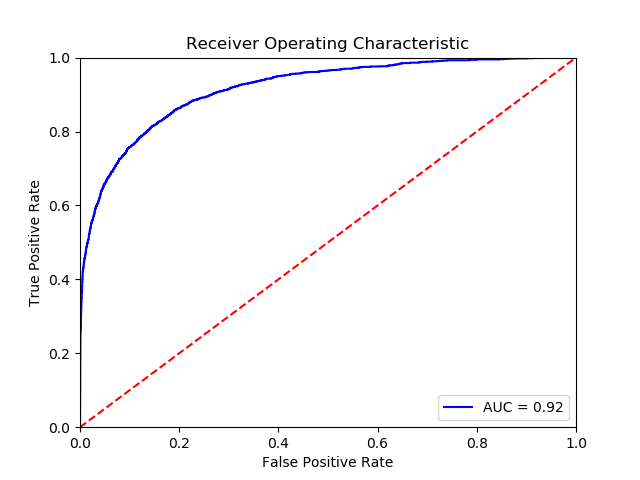 Receiver Operating Characteristic
True Positive Rate
1.0
0.8
0.6
0.4
0.2
0.0
AUC = 0.92
0.0 0.2 0.4 0.6 0.8 1.0
False Positive Rate